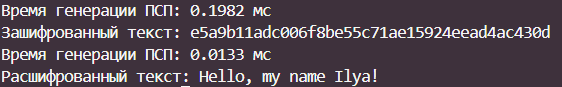 Время генерации ПСП: 0.1982 мс
Зашифрованный текст: e5a9b11adc006f8be55c71ae15924eead4ac430d
Время генерации ПСП: 0.0133 мс
Расшифрованный текст: Hello, my name Ilya!